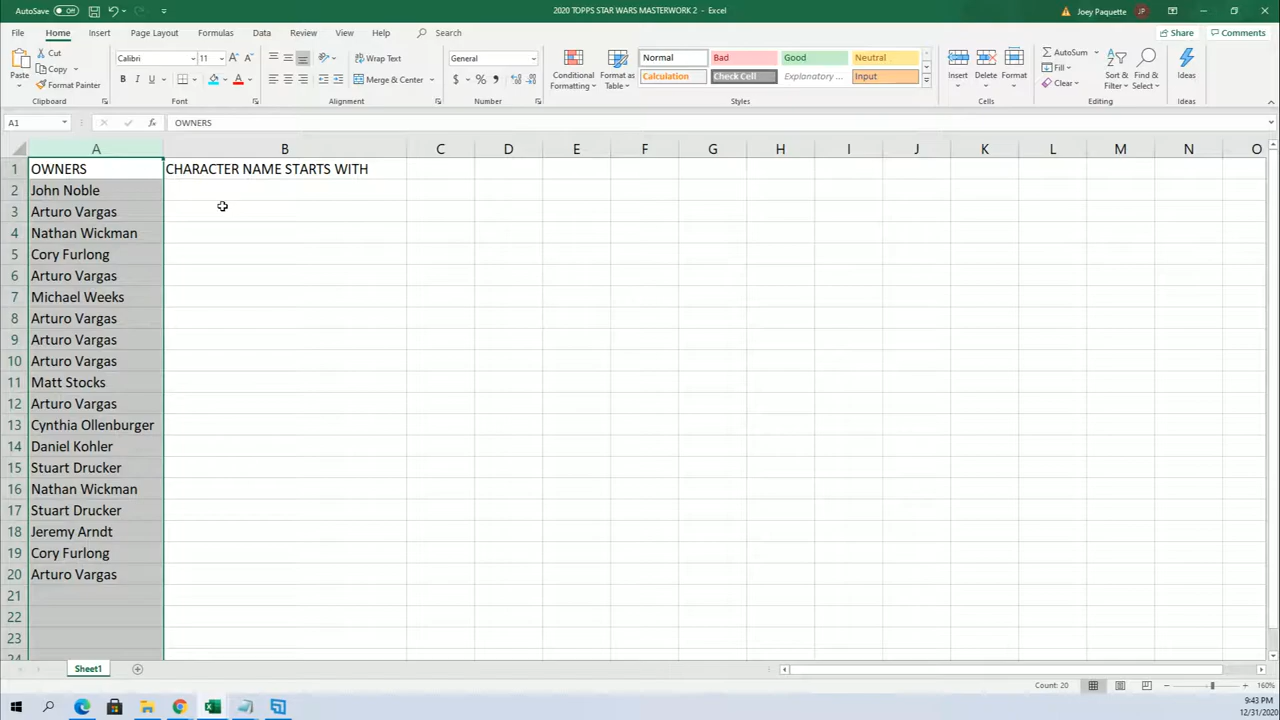 AutoSave Off
2020 TOPPS STAR WARS MASTERWORK 2 - Excel
Joey Paquette JP
File Home Insert Page Layout Formulas Data Review View Help Search
Share Comments
Paste Cut Copy Format Painter
Calibri 11
B I U A
Wrap Text
Merge & Center
General
$ % ,
Conditional Formatting Format as Table
Normal Bad Good Neutral
Calculation Check Cell Explanatory ... Input
Insert Delete Format
AutoSum Fill Clear
Sort & Filter Find & Select
Ideas
Clipboard Font Alignment Number Styles Cells Editing Ideas
A1 fx OWNERS
A B C D E F G H I J K L M N O
1 OWNERS CHARACTER NAME STARTS WITH
2 John Noble
3 Arturo Vargas
4 Nathan Wickman
5 Cory Furlong
6 Arturo Vargas
7 Michael Weeks
8 Arturo Vargas
9 Arturo Vargas
10 Arturo Vargas
11 Matt Stocks
12 Arturo Vargas
13 Cynthia Ollenburger
14 Daniel Kohler
15 Stuart Drucker
16 Nathan Wickman
17 Stuart Drucker
18 Jeremy Arndt
19 Cory Furlong
20 Arturo Vargas
21
22
23
24
Sheet1
Count: 20 160%
9:43 PM
12/31/2020